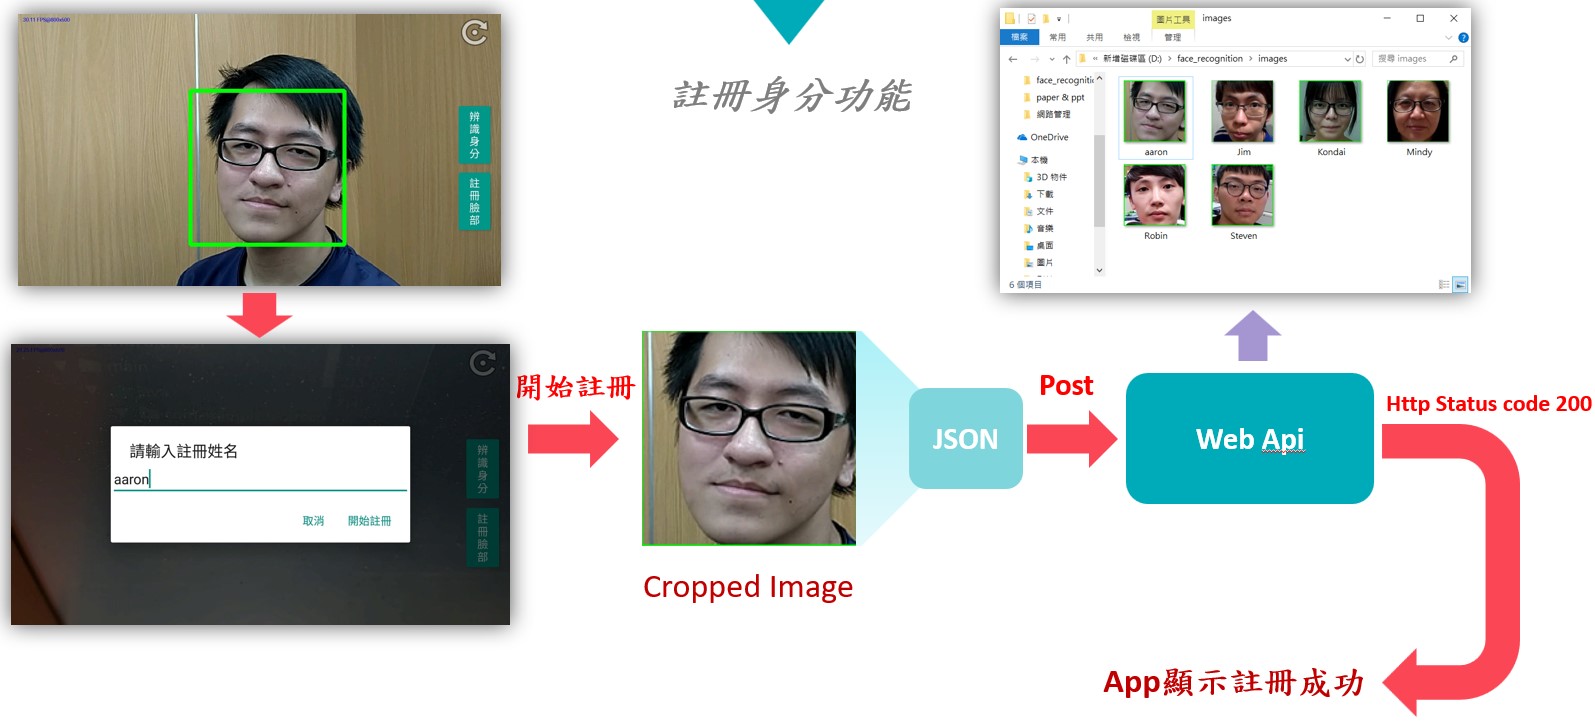 註冊身分功能
30.11 FPS@800x600
辨識身分
註冊臉部
圖片工具
images
檔案
常用
共用
檢視
管理
新增磁碟區 (D:)
face_recognition
images
搜尋 images
face_recognitic
paper & ppt
網路管理
OneDrive
本機
3D 物件
下載
文件
音樂
桌面
圖片
aaron
Jim
Kondai
Mindy
Robin
Steven
6 個項目
請輸入註冊姓名
aaron
取消
開始註冊
辨識身分
註冊臉部
開始註冊
Cropped Image
JSON
Post
Web Api
Http Status code 200
App顯示註冊成功